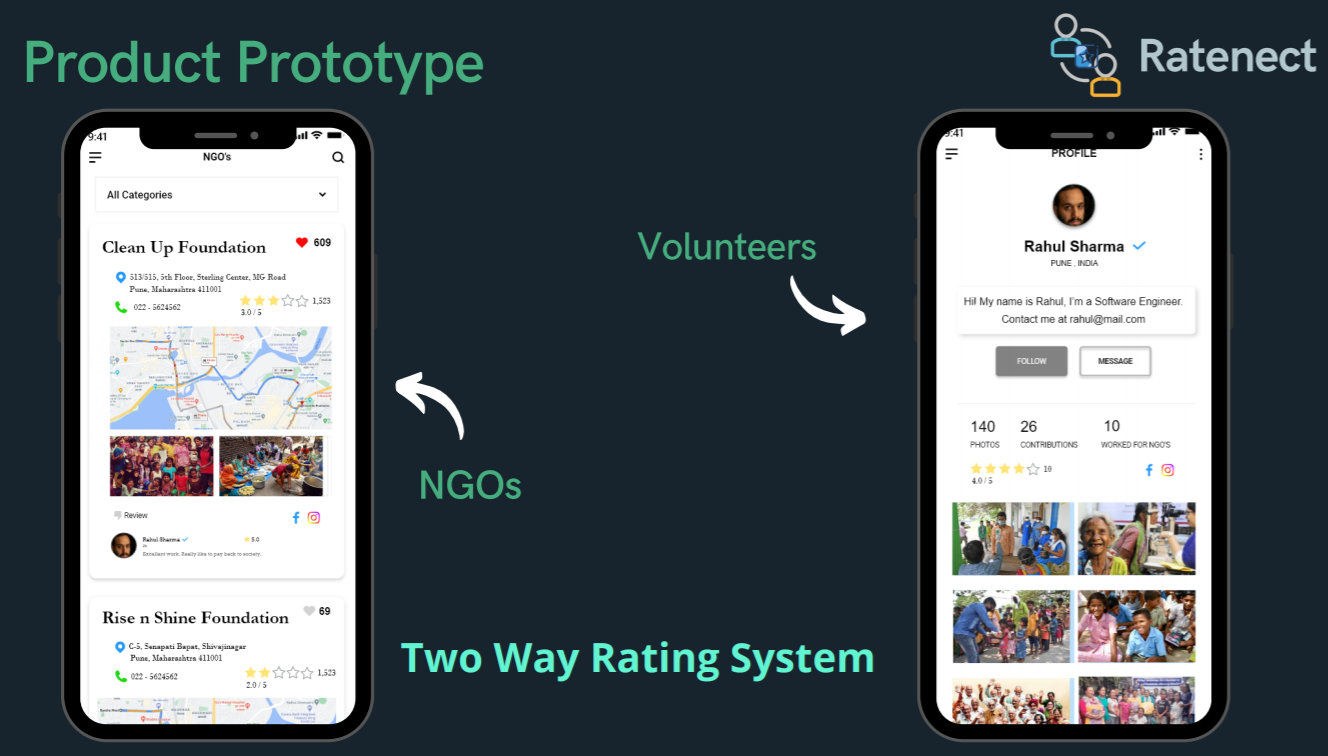 Product Prototype
Ratenect
9:41
NGO's
All Categories
Clean Up Foundation
609
513/515, 5th Floor, Sterling Center, MG Road
Pune, Maharashtra 411001
022 - 5624562
1,523
3.0 / 5
Review
Rahul Sharma
5.0
Excellent work. Really like to pay back to society.
Rise n Shine Foundation
69
C-5, Senapati Bapat, Shivajinagar
Pune, Maharashtra 411001
022 - 5624562
1,523
2.0 / 5
NGOs
Volunteers
Two Way Rating System
9:41
PROFILE
Rahul Sharma
PUNE , INDIA
Hi! My name is Rahul, I'm a Software Engineer.
Contact me at rahul@mail.com
FOLLOW
MESSAGE
140
26
10
PHOTOS
CONTRIBUTIONS
WORKED FOR NGO'S
10
4.0 / 5